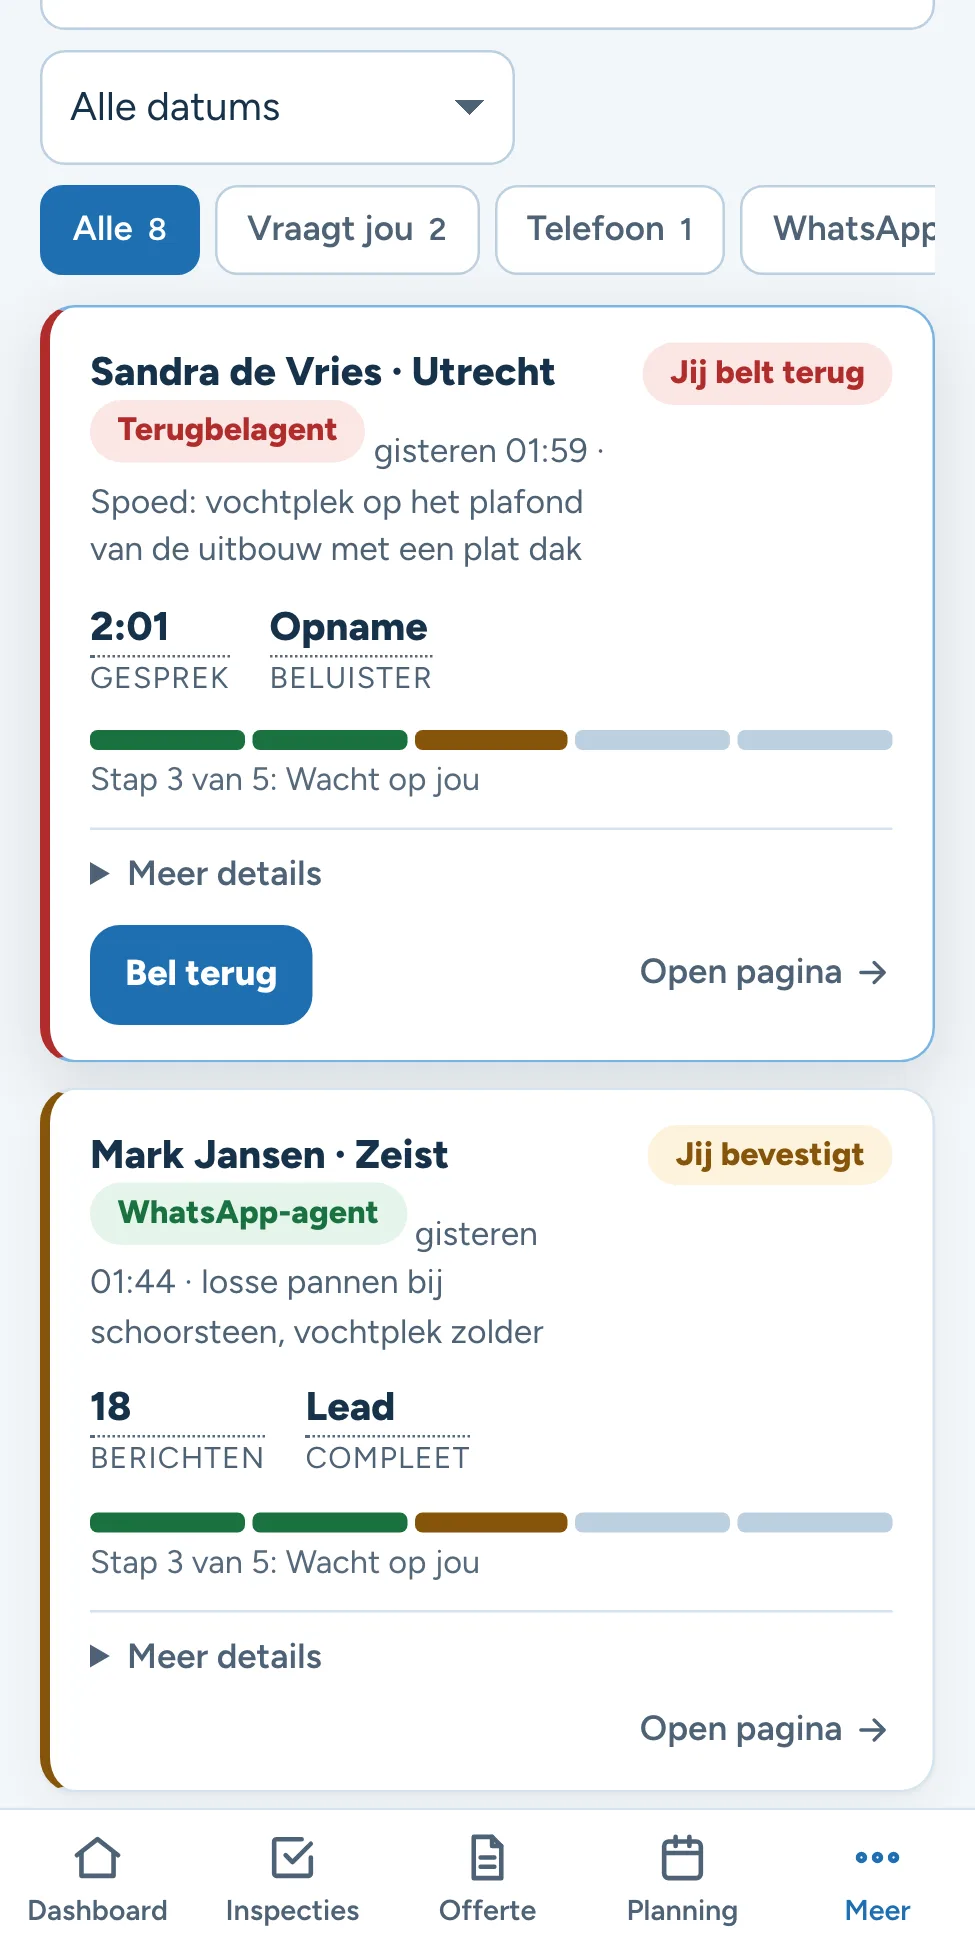 Alle datums
Alle 8
Vraagt jou 2
Telefoon 1
WhatsApp
Sandra de Vries · Utrecht
Jij belt terug
Terugbelagent gisteren 01:59 ·
Spoed: vochtplek op het plafond
van de uitbouw met een plat dak
2:01
GESPREK
Opname
BELUISTER
Stap 3 van 5: Wacht op jou
Meer details
Bel terug
Open pagina →
Mark Jansen · Zeist
Jij bevestigt
WhatsApp-agent gisteren
01:44 · losse pannen bij
schoorsteen, vochtplek zolder
18
BERICHTEN
Lead
COMPLEET
Stap 3 van 5: Wacht op jou
Meer details
Open pagina →
Dashboard
Inspecties
Offerte
Planning
Meer